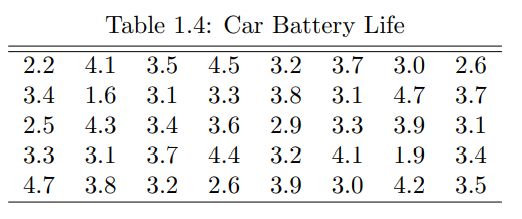 Table 1.4: Car Battery Life
2.2 4.1 3.5 4.5 3.2 3.7 3.0 2.6
3.4 1.6 3.1 3.3 3.8 3.1 4.7 3.7
2.5 4.3 3.4 3.6 2.9 3.3 3.9 3.1
3.3 3.1 3.7 4.4 3.2 4.1 1.9 3.4
4.7 3.8 3.2 2.6 3.9 3.0 4.2 3.5